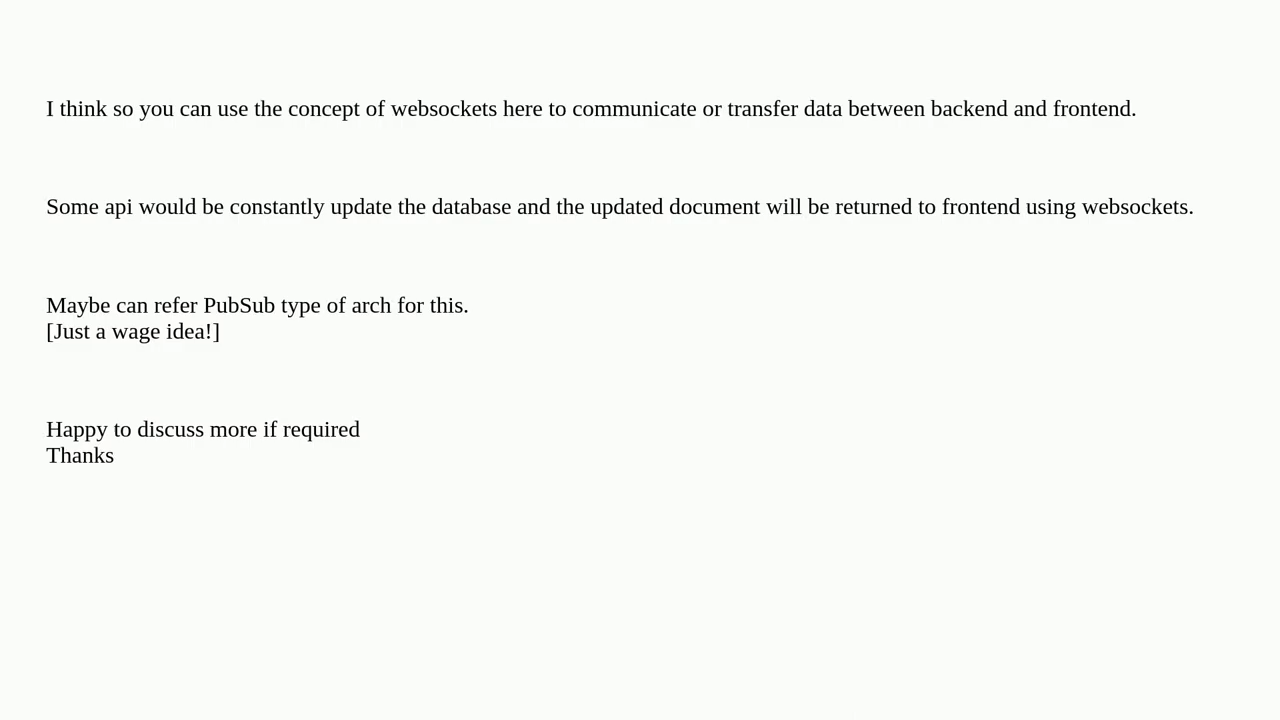 I think so you can use the concept of websockets here to communicate or transfer data between backend and frontend.
Some api would be constantly update the database and the updated document will be returned to frontend using websockets.
Maybe can refer PubSub type of arch for this.
[Just a wage idea!]
Happy to discuss more if required
Thanks